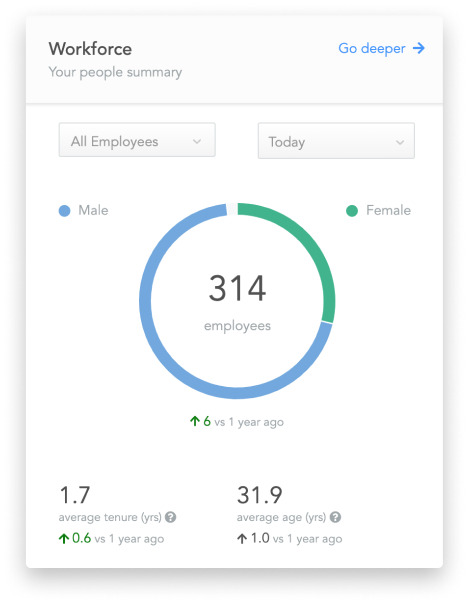 Workforce
Go deeper →
Your people summary
All Employees
Today
Male
Female
314
employees
↑ 6 vs 1 year ago
1.7
31.9
average tenure (yrs) ?
average age (yrs) ?
↑ 0.6 vs 1 year ago
↑ 1.0 vs 1 year ago